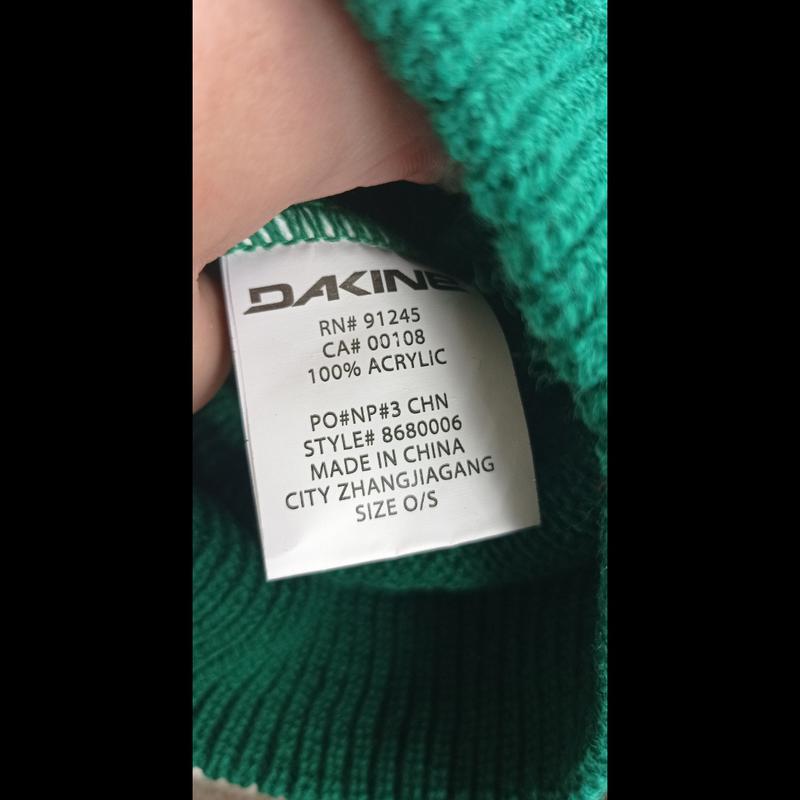 DAKINE
RN# 91245
CA# 00108
100% ACRYLIC
PO#NP#3 CHN
STYLE# 8680006
MADE IN CHINA
CITY ZHANGJIAGANG
SIZE O/S